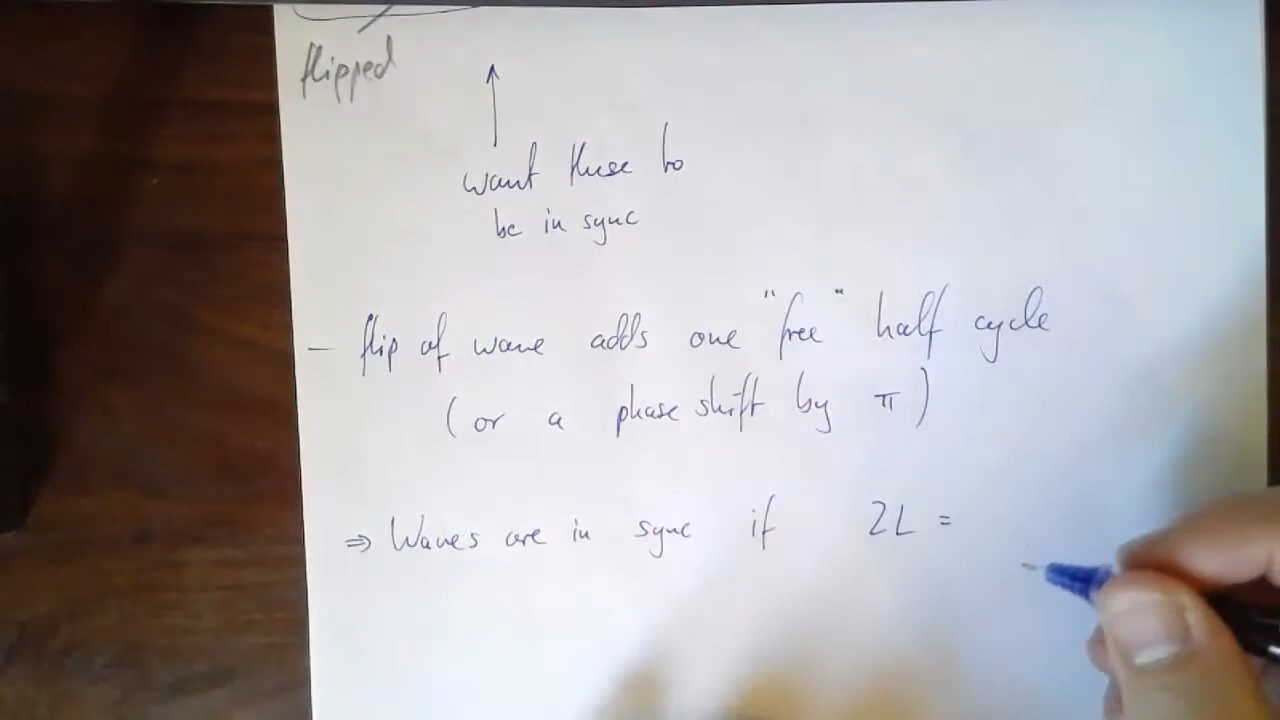 flipped
want these to
be in sync
- flip of wave adds one "free" half cycle
(or a phase shift by π)
⇒ Waves are in sync if 2L =